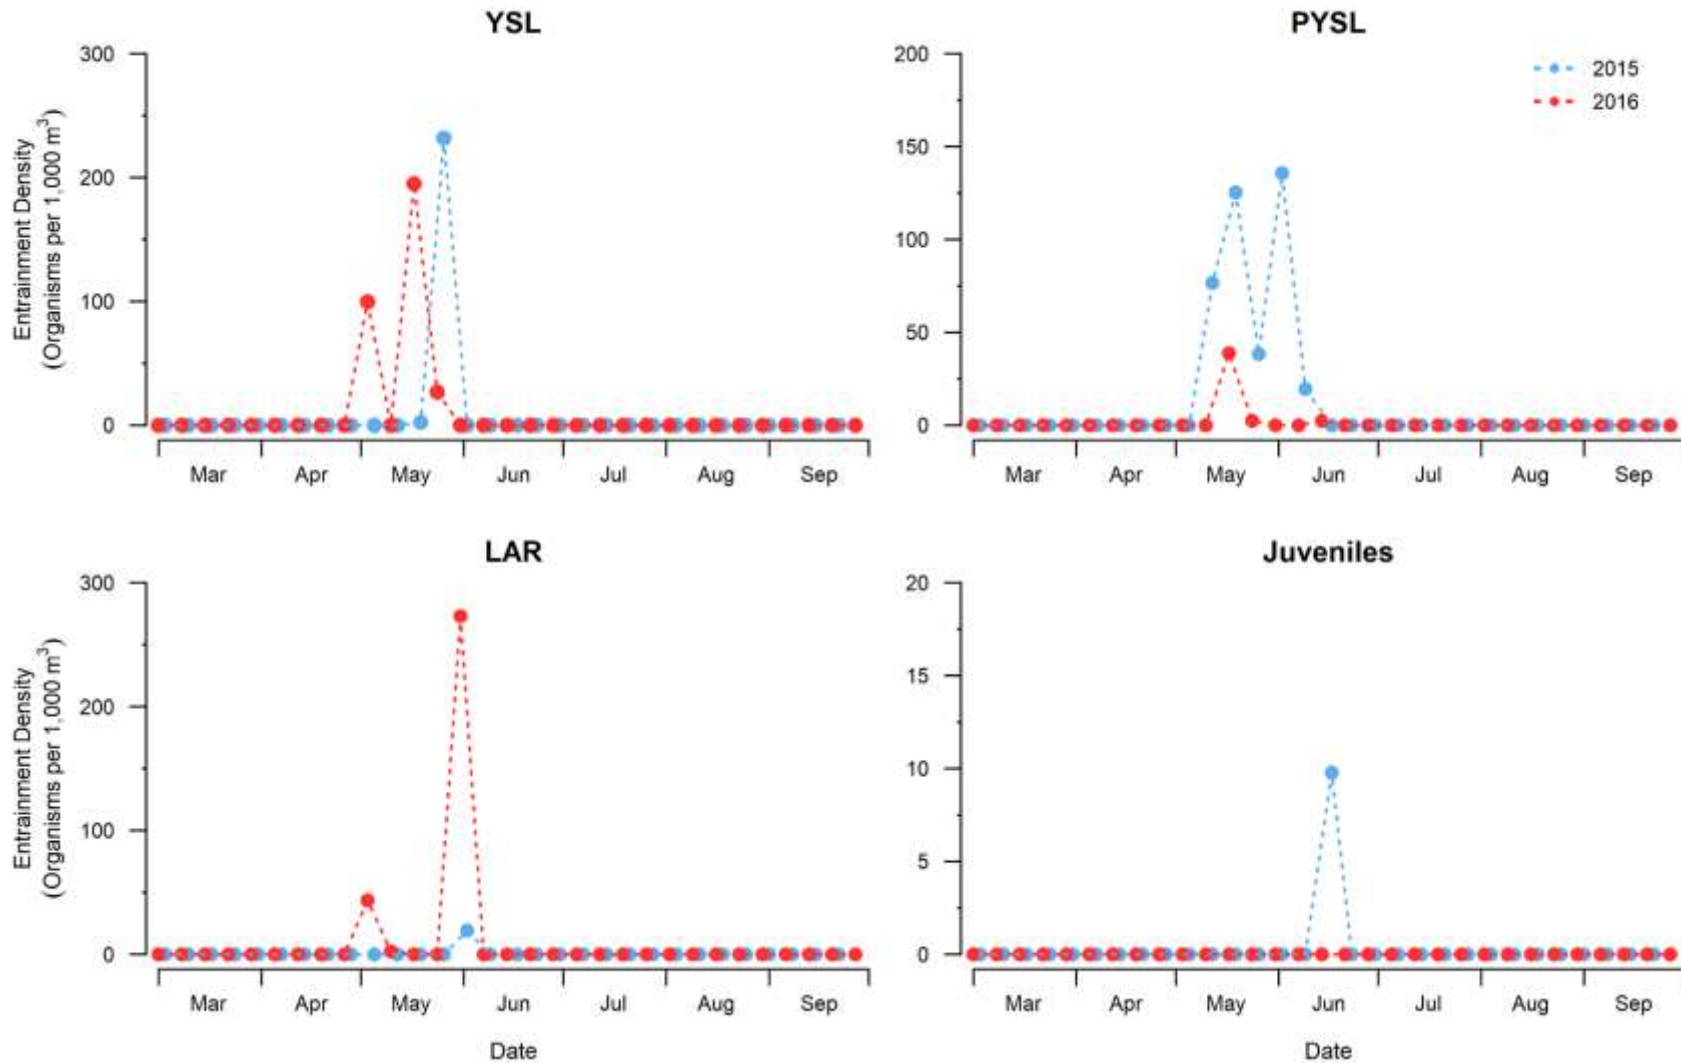 YSL
300
200
100
0
Entrainment Density
(Organisms per 1,000 m³)
Mar Apr May Jun Jul Aug Sep
PYSL
200
150
100
50
0
2015
2016
Mar Apr May Jun Jul Aug Sep
LAR
300
200
100
0
Entrainment Density
(Organisms per 1,000 m³)
Mar Apr May Jun Jul Aug Sep
Date
Juveniles
20
15
10
5
0
Mar Apr May Jun Jul Aug Sep
Date